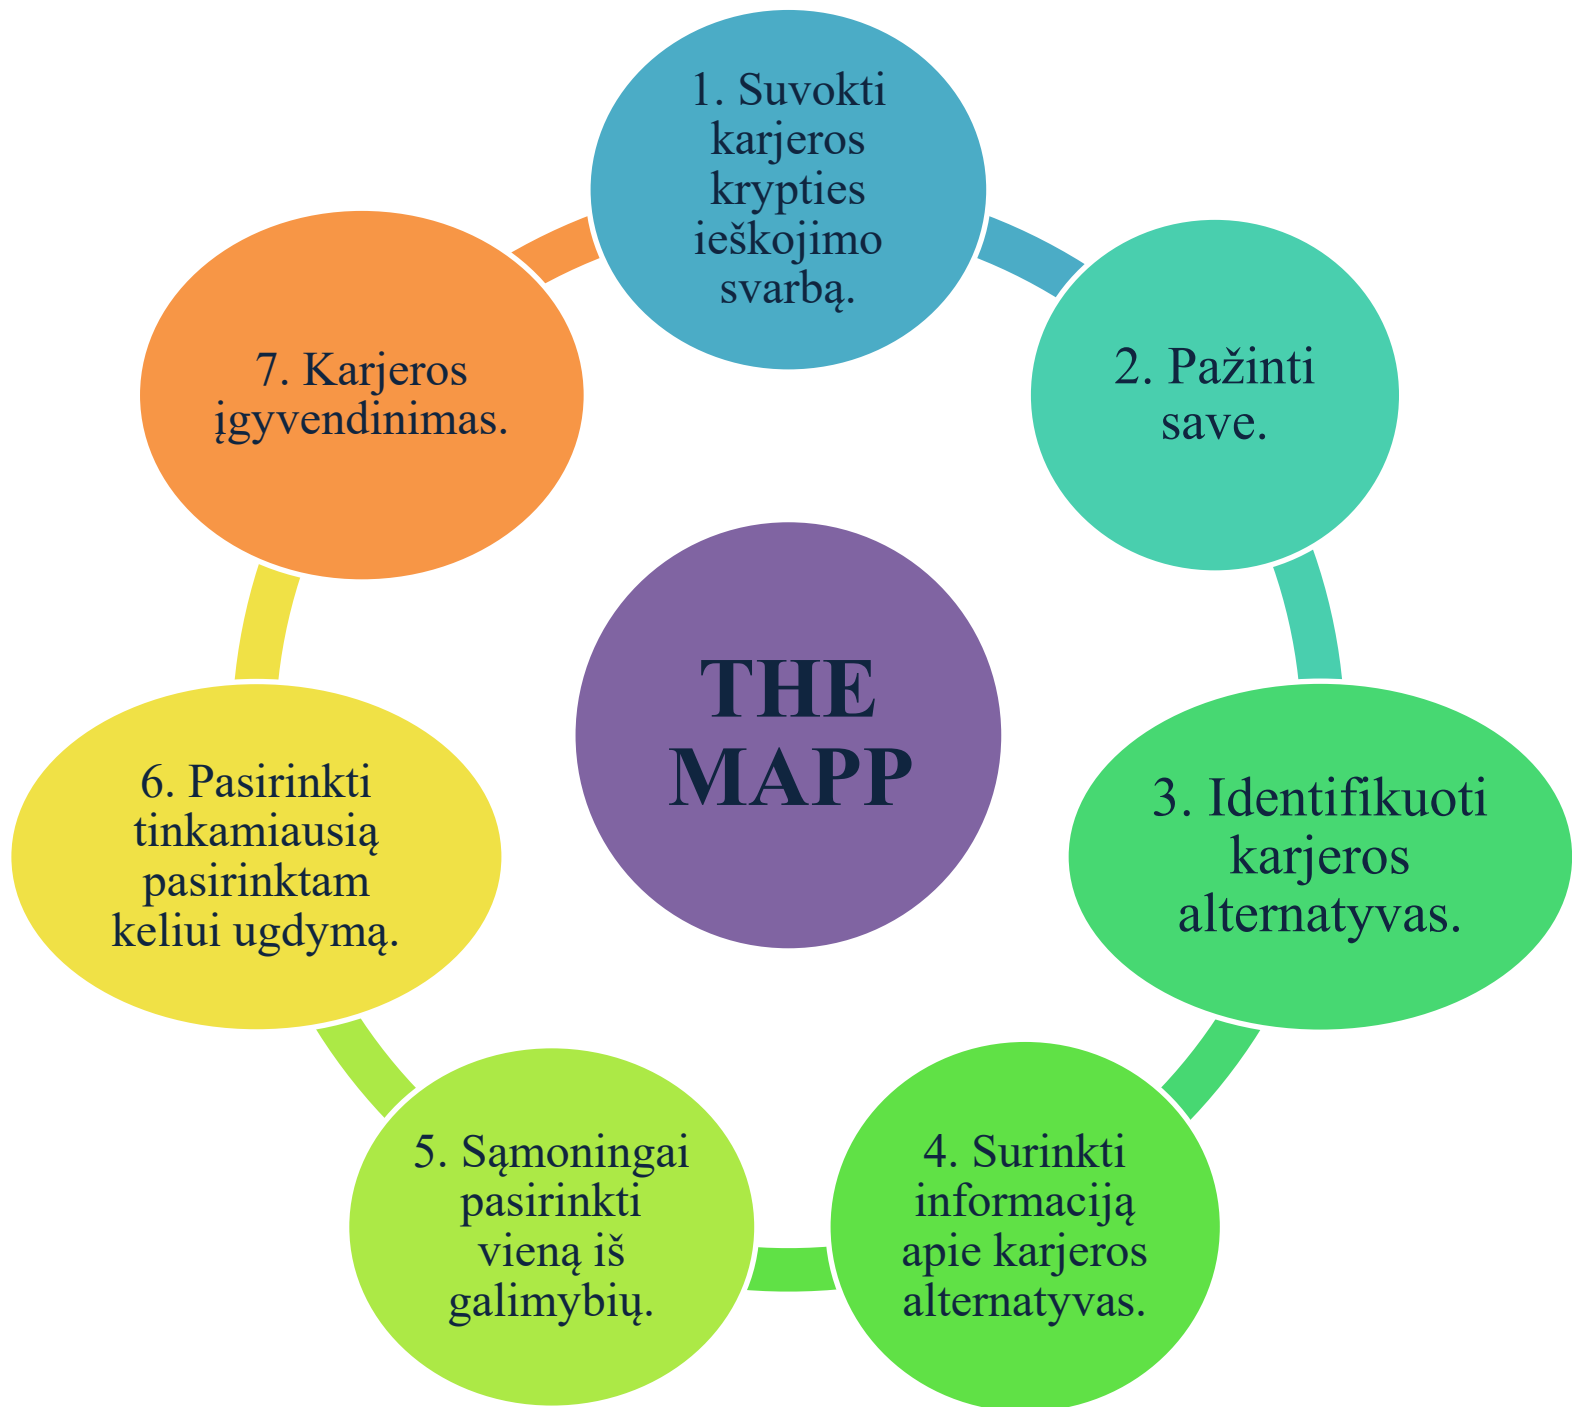 1. Suvokti
karjeros
krypties
ieškojimo
svarbą.
2. Pažinti
save.
3. Identifikuoti
karjeros
alternatyvas.
4. Surinkti
informaciją
apie karjeros
alternatyvas.
5. Sąmoningai
pasirinkti
vieną iš
galimybių.
6. Pasirinkti
tinkamiausią
pasirinktam
keliui ugdymą.
7. Karjeros
įgyvendinimas.
THE
MAPP